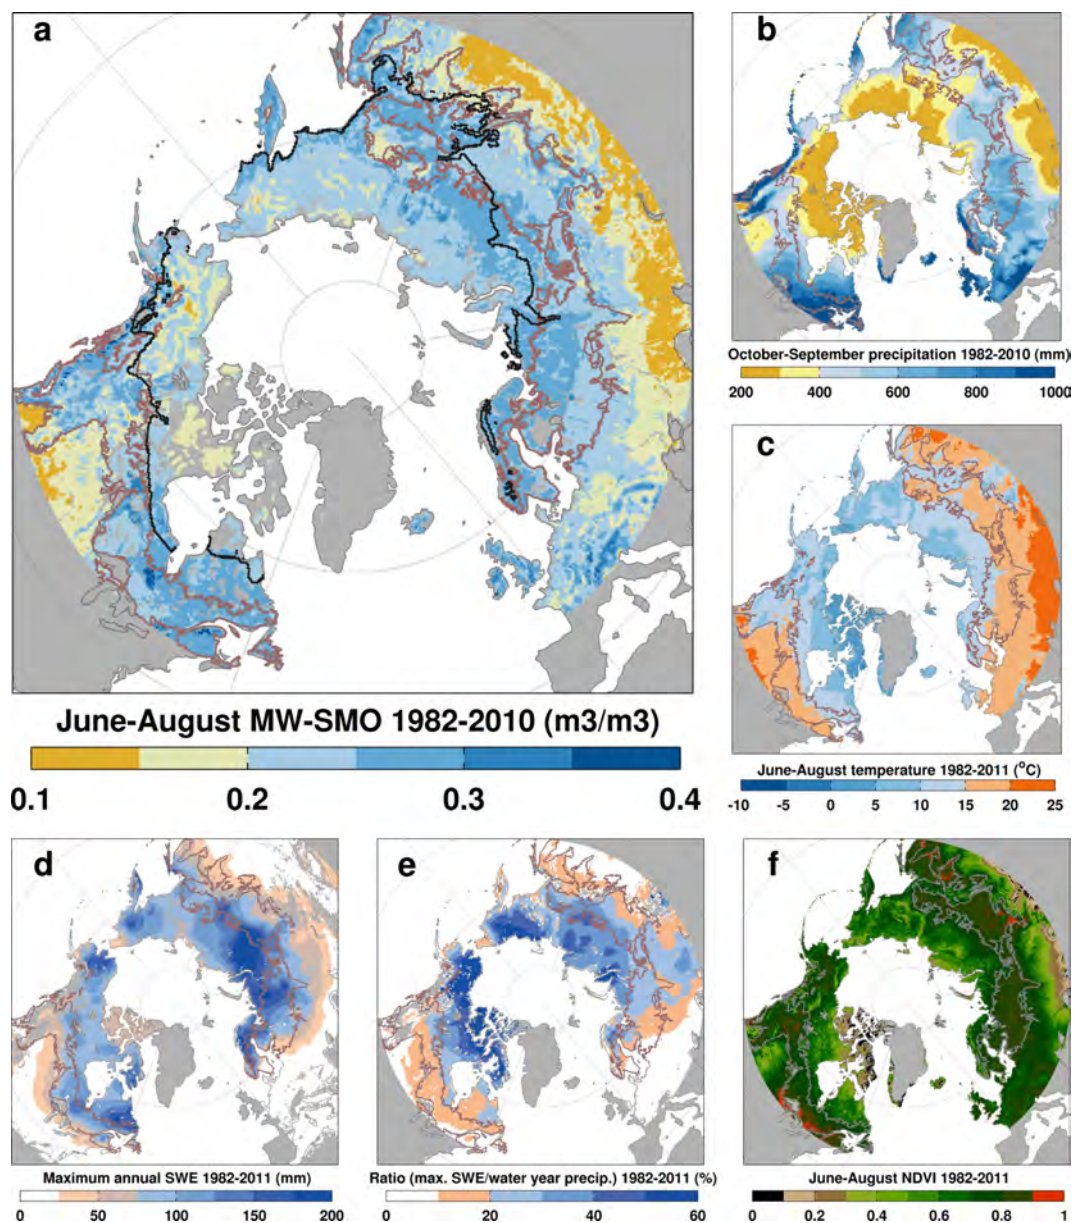 a
b
October-September precipitation 1982-2010 (mm)
200 400 600 800 1000
c
June-August MW-SMO 1982-2010 (m3/m3)
0.1 0.2 0.3 0.4
June-August temperature 1982-2011 (°C)
-10 -5 0 5 10 15 20 25
d
e
f
Maximum annual SWE 1982-2011 (mm)
0 50 100 150 200
Ratio (max. SWE/water year precip.) 1982-2011 (%)
0 20 40 60
June-August NDVI 1982-2011
0 0.2 0.4 0.6 0.8 1